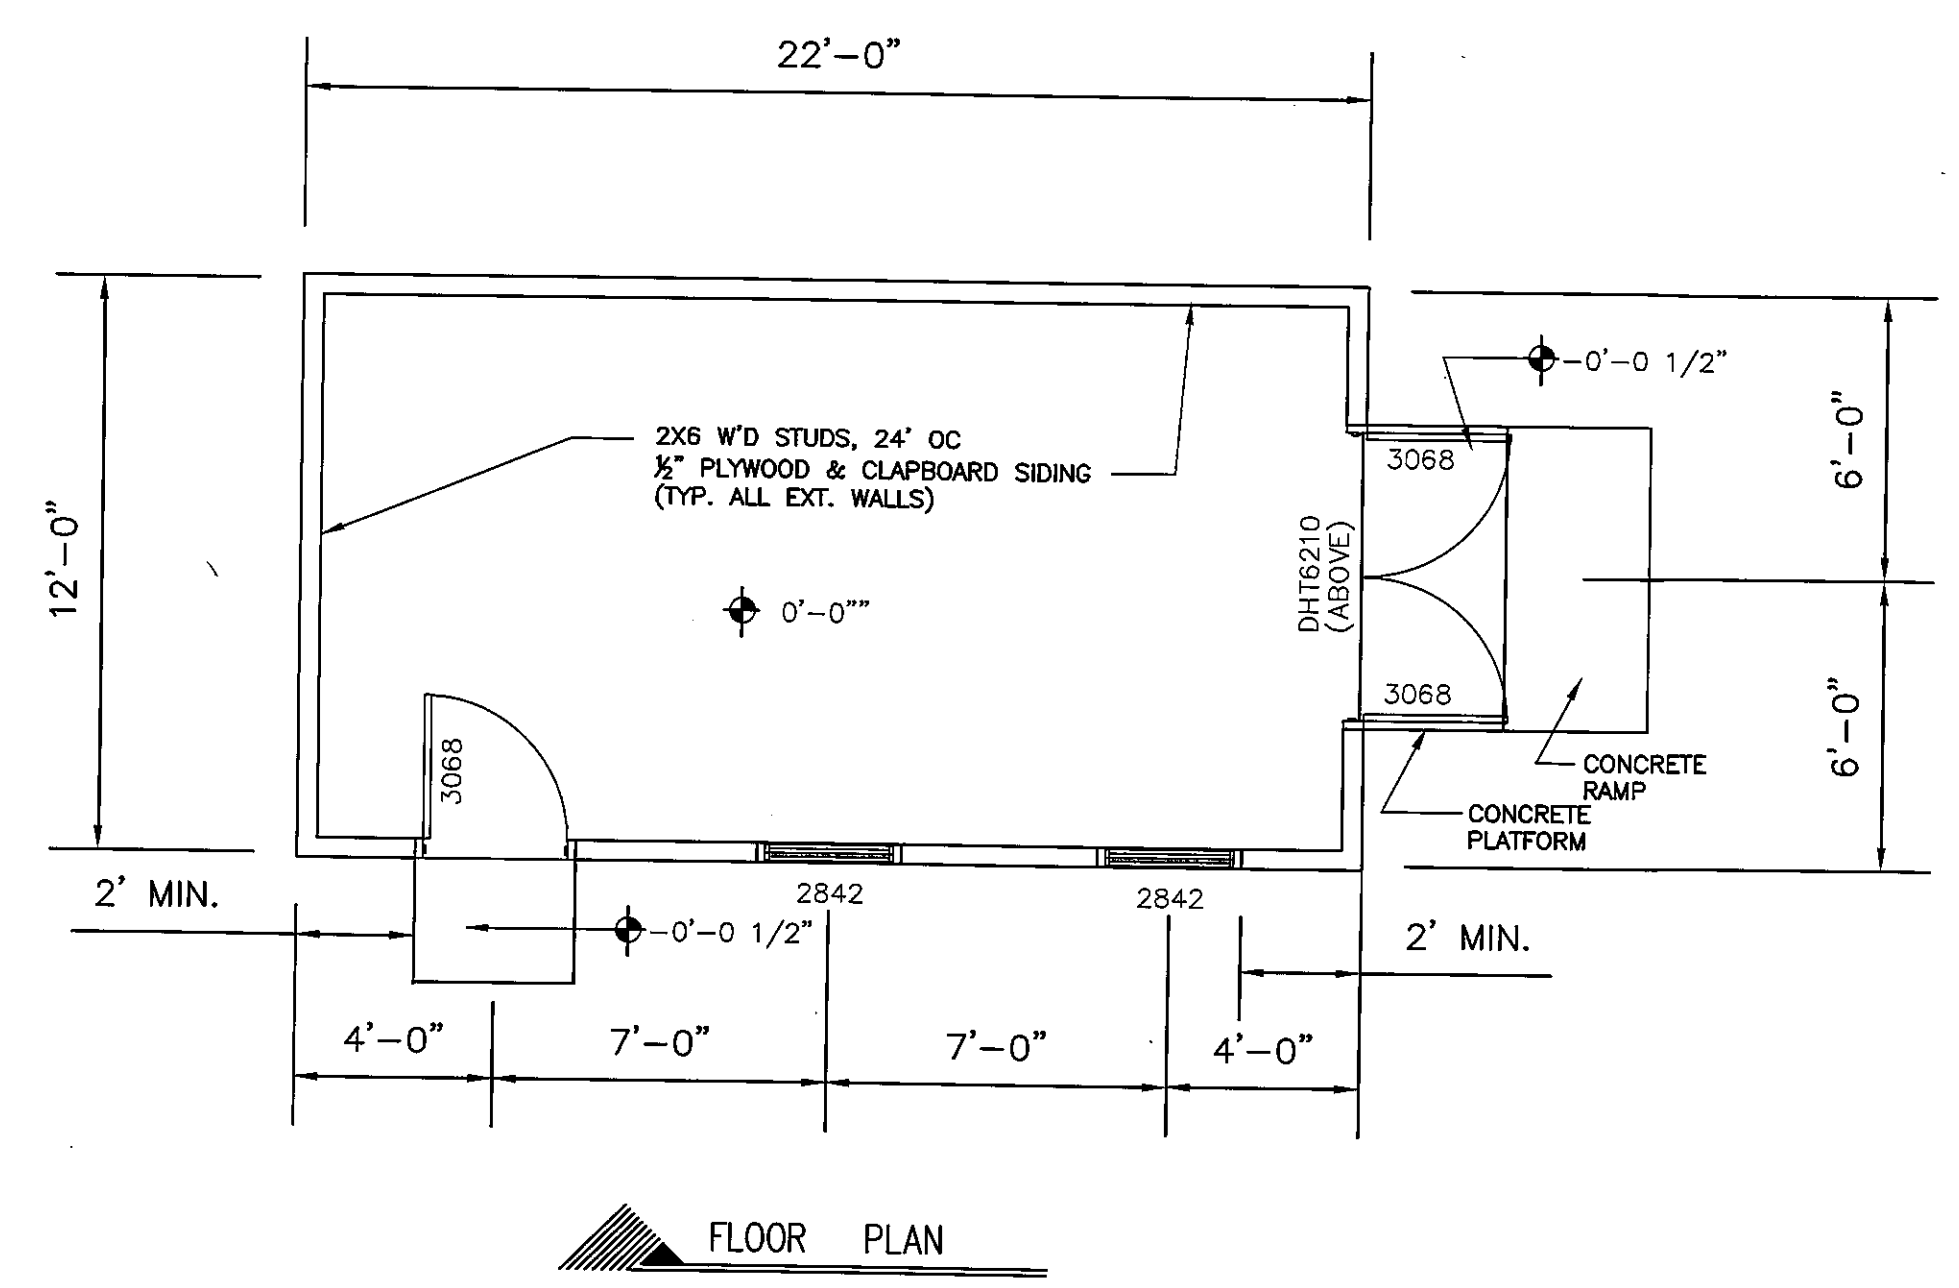 22'-0"
-0'-0 1/2"
3068
6'-0"
2X6 W'D STUDS, 24' OC
½" PLYWOOD & CLAPBOARD SIDING
(TYP. ALL EXT. WALLS)
12'-0"
DHT6210
(ABOVE)
0'-0""
3068
3068
6'-0"
CONCRETE
RAMP
CONCRETE
PLATFORM
2' MIN.
2842
2842
-0'-0 1/2"
2' MIN.
4'-0"
7'-0"
7'-0"
4'-0"
FLOOR PLAN